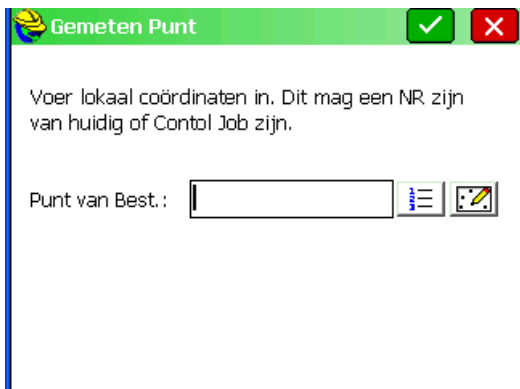 Gemeten Punt
Voer lokaal coördinaten in. Dit mag een NR zijn
van huidig of Contol Job zijn.
Punt van Best.: